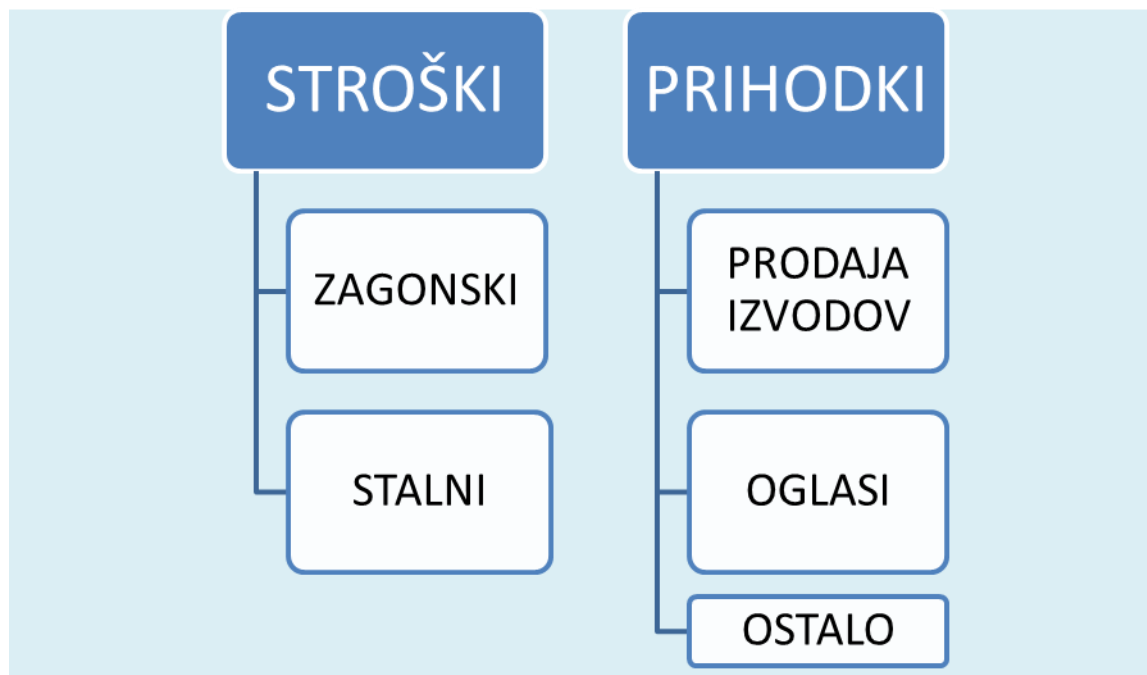 STROŠKI
ZAGONSKI
STALNI
PRIHODKI
PRODAJA
IZVODOV
OGLASI
OSTALO